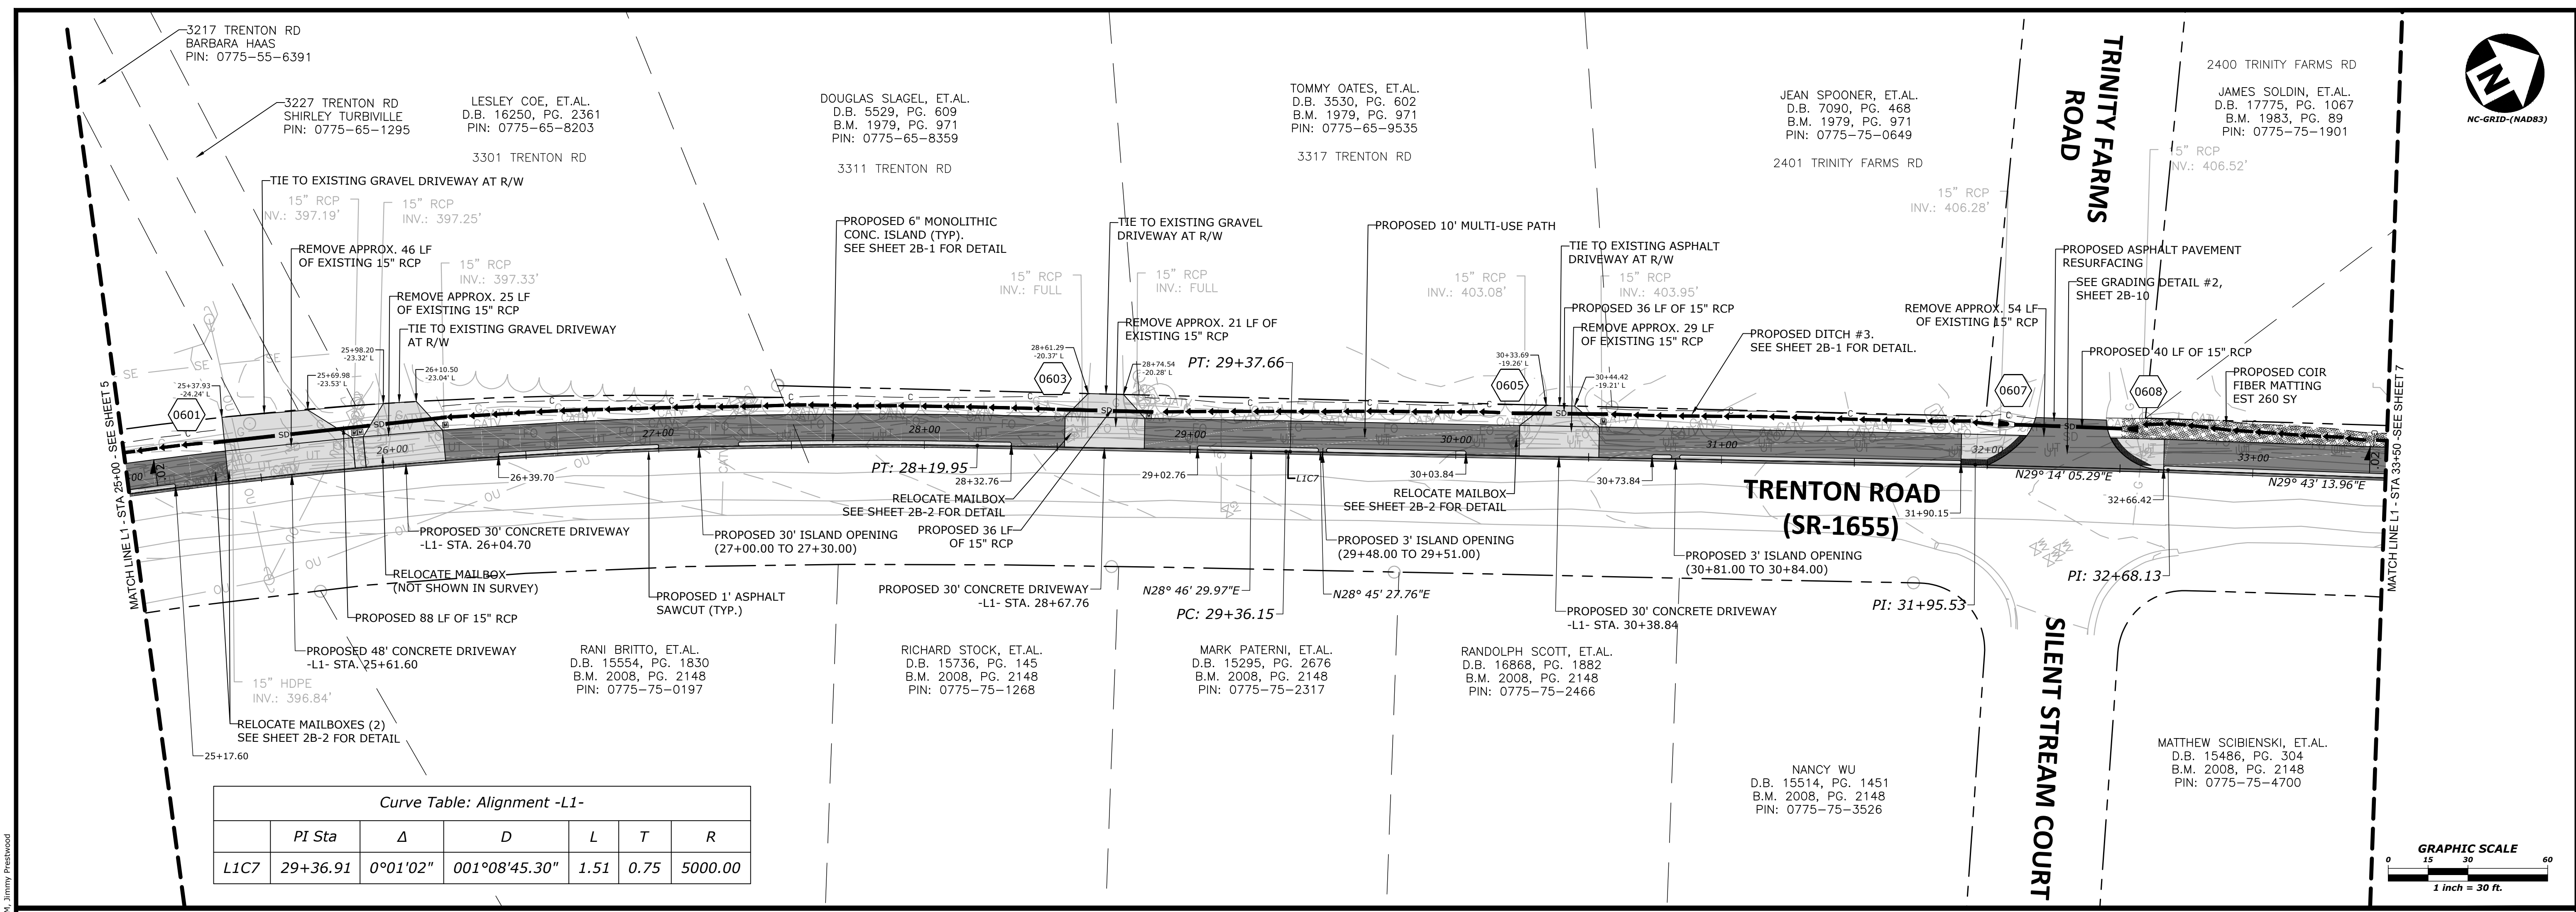 3217 TRENTON RD
BARBARA HAAS
PIN: 0775-55-6391
3227 TRENTON RD
SHIRLEY TURBIVILLE
PIN: 0775-65-1295
LESLEY COE, ET.AL.
D.B. 16250, PG. 2361
PIN: 0775-65-8203
3301 TRENTON RD
DOUGLAS SLAGEL, ET.AL.
D.B. 5529, PG. 609
B.M. 1979, PG. 971
PIN: 0775-65-8359
3311 TRENTON RD
TOMMY OATES, ET.AL.
D.B. 3530, PG. 602
B.M. 1979, PG. 971
PIN: 0775-65-9535
3317 TRENTON RD
JEAN SPOONER, ET.AL.
D.B. 7090, PG. 468
B.M. 1979, PG. 971
PIN: 0775-75-0649
2401 TRINITY FARMS RD
TRINITY FARMS
ROAD
2400 TRINITY FARMS RD
JAMES SOLDIN, ET.AL.
D.B. 17775, PG. 1067
B.M. 1983, PG. 89
PIN: 0775-75-1901
N
NC-GRID-(NAD83)
TIE TO EXISTING GRAVEL DRIVEWAY AT R/W
15" RCP
NV.: 397.19'
15" RCP
INV.: 397.25'
REMOVE APPROX. 46 LF
OF EXISTING 15" RCP
15" RCP
INV.: 397.33'
REMOVE APPROX. 25 LF
OF EXISTING 15" RCP
TIE TO EXISTING GRAVEL DRIVEWAY
AT R/W
PROPOSED 6" MONOLITHIC
CONC. ISLAND (TYP).
SEE SHEET 2B-1 FOR DETAIL
TIE TO EXISTING GRAVEL
DRIVEWAY AT R/W
15" RCP
INV.: FULL
15" RCP
INV.: FULL
REMOVE APPROX. 21 LF OF
EXISTING 15" RCP
PROPOSED 10' MULTI-USE PATH
TIE TO EXISTING ASPHALT
DRIVEWAY AT R/W
15" RCP
INV.: 403.08'
15" RCP
INV.: 403.95'
PROPOSED 36 LF OF 15" RCP
REMOVE APPROX. 29 LF
OF EXISTING 15" RCP
PROPOSED DITCH #3.
SEE SHEET 2B-1 FOR DETAIL.
15" RCP
INV.: 406.28'
15" RCP
NV.: 406.52'
REMOVE APPROX. 54 LF
OF EXISTING 15" RCP
PROPOSED ASPHALT PAVEMENT
RESURFACING
SEE GRADING DETAIL #2,
SHEET 2B-10
PROPOSED 40 LF OF 15" RCP
PROPOSED COIR
FIBER MATTING
EST 260 SY
25+37.93
-24.24' L
25+69.98
-23.53' L
25+98.20
-23.32' L
26+10.50
-23.04' L
28+61.29
-20.37' L
28+74.54
-20.28' L
30+33.69
-19.26' L
30+44.42
-19.21' L
PT: 29+37.66
0601
0603
0605
0607
0608
26+00
27+00
28+00
29+00
30+00
31+00
32+00
33+00
MATCH LINE L1 - STA 25+00 - SEE SHEET 5
MATCH LINE L1 - STA 33+50 -SEE SHEET 7
26+39.70
PT: 28+19.95
28+32.76
29+02.76
L1C7
30+03.84
30+73.84
31+90.15
32+66.42
N29° 14' 05.29"E
N29° 43' 13.96"E
TRENTON ROAD
(SR-1655)
RELOCATE MAILBOX
SEE SHEET 2B-2 FOR DETAIL
PROPOSED 36 LF
OF 15" RCP
RELOCATE MAILBOX
SEE SHEET 2B-2 FOR DETAIL
PROPOSED 30' CONCRETE DRIVEWAY
-L1- STA. 26+04.70
PROPOSED 30' ISLAND OPENING
(27+00.00 TO 27+30.00)
PROPOSED 3' ISLAND OPENING
(29+48.00 TO 29+51.00)
PROPOSED 3' ISLAND OPENING
(30+81.00 TO 30+84.00)
RELOCATE MAILBOX
(NOT SHOWN IN SURVEY)
PROPOSED 1' ASPHALT
SAWCUT (TYP.)
PROPOSED 30' CONCRETE DRIVEWAY
-L1- STA. 28+67.76
N28° 46' 29.97"E
PC: 29+36.15
N28° 45' 27.76"E
PROPOSED 30' CONCRETE DRIVEWAY
-L1- STA. 30+38.84
PI: 31+95.53
PI: 32+68.13
PROPOSED 88 LF OF 15" RCP
PROPOSED 48' CONCRETE DRIVEWAY
-L1- STA. 25+61.60
15" HDPE
INV.: 396.84'
RELOCATE MAILBOXES (2)
SEE SHEET 2B-2 FOR DETAIL
25+17.60
RANI BRITTO, ET.AL.
D.B. 15554, PG. 1830
B.M. 2008, PG. 2148
PIN: 0775-75-0197
RICHARD STOCK, ET.AL.
D.B. 15736, PG. 145
B.M. 2008, PG. 2148
PIN: 0775-75-1268
MARK PATERNI, ET.AL.
D.B. 15295, PG. 2676
B.M. 2008, PG. 2148
PIN: 0775-75-2317
RANDOLPH SCOTT, ET.AL.
D.B. 16868, PG. 1882
B.M. 2008, PG. 2148
PIN: 0775-75-2466
NANCY WU
D.B. 15514, PG. 1451
B.M. 2008, PG. 2148
PIN: 0775-75-3526
SILENT STREAM COURT
MATTHEW SCIBIENSKI, ET.AL.
D.B. 15486, PG. 304
B.M. 2008, PG. 2148
PIN: 0775-75-4700
Curve Table: Alignment -L1-
PI Sta Δ D L T R
L1C7 29+36.91 0°01'02" 001°08'45.30" 1.51 0.75 5000.00
GRAPHIC SCALE
0 15 30 60
1 inch = 30 ft.
M, Jimmy Prestwood